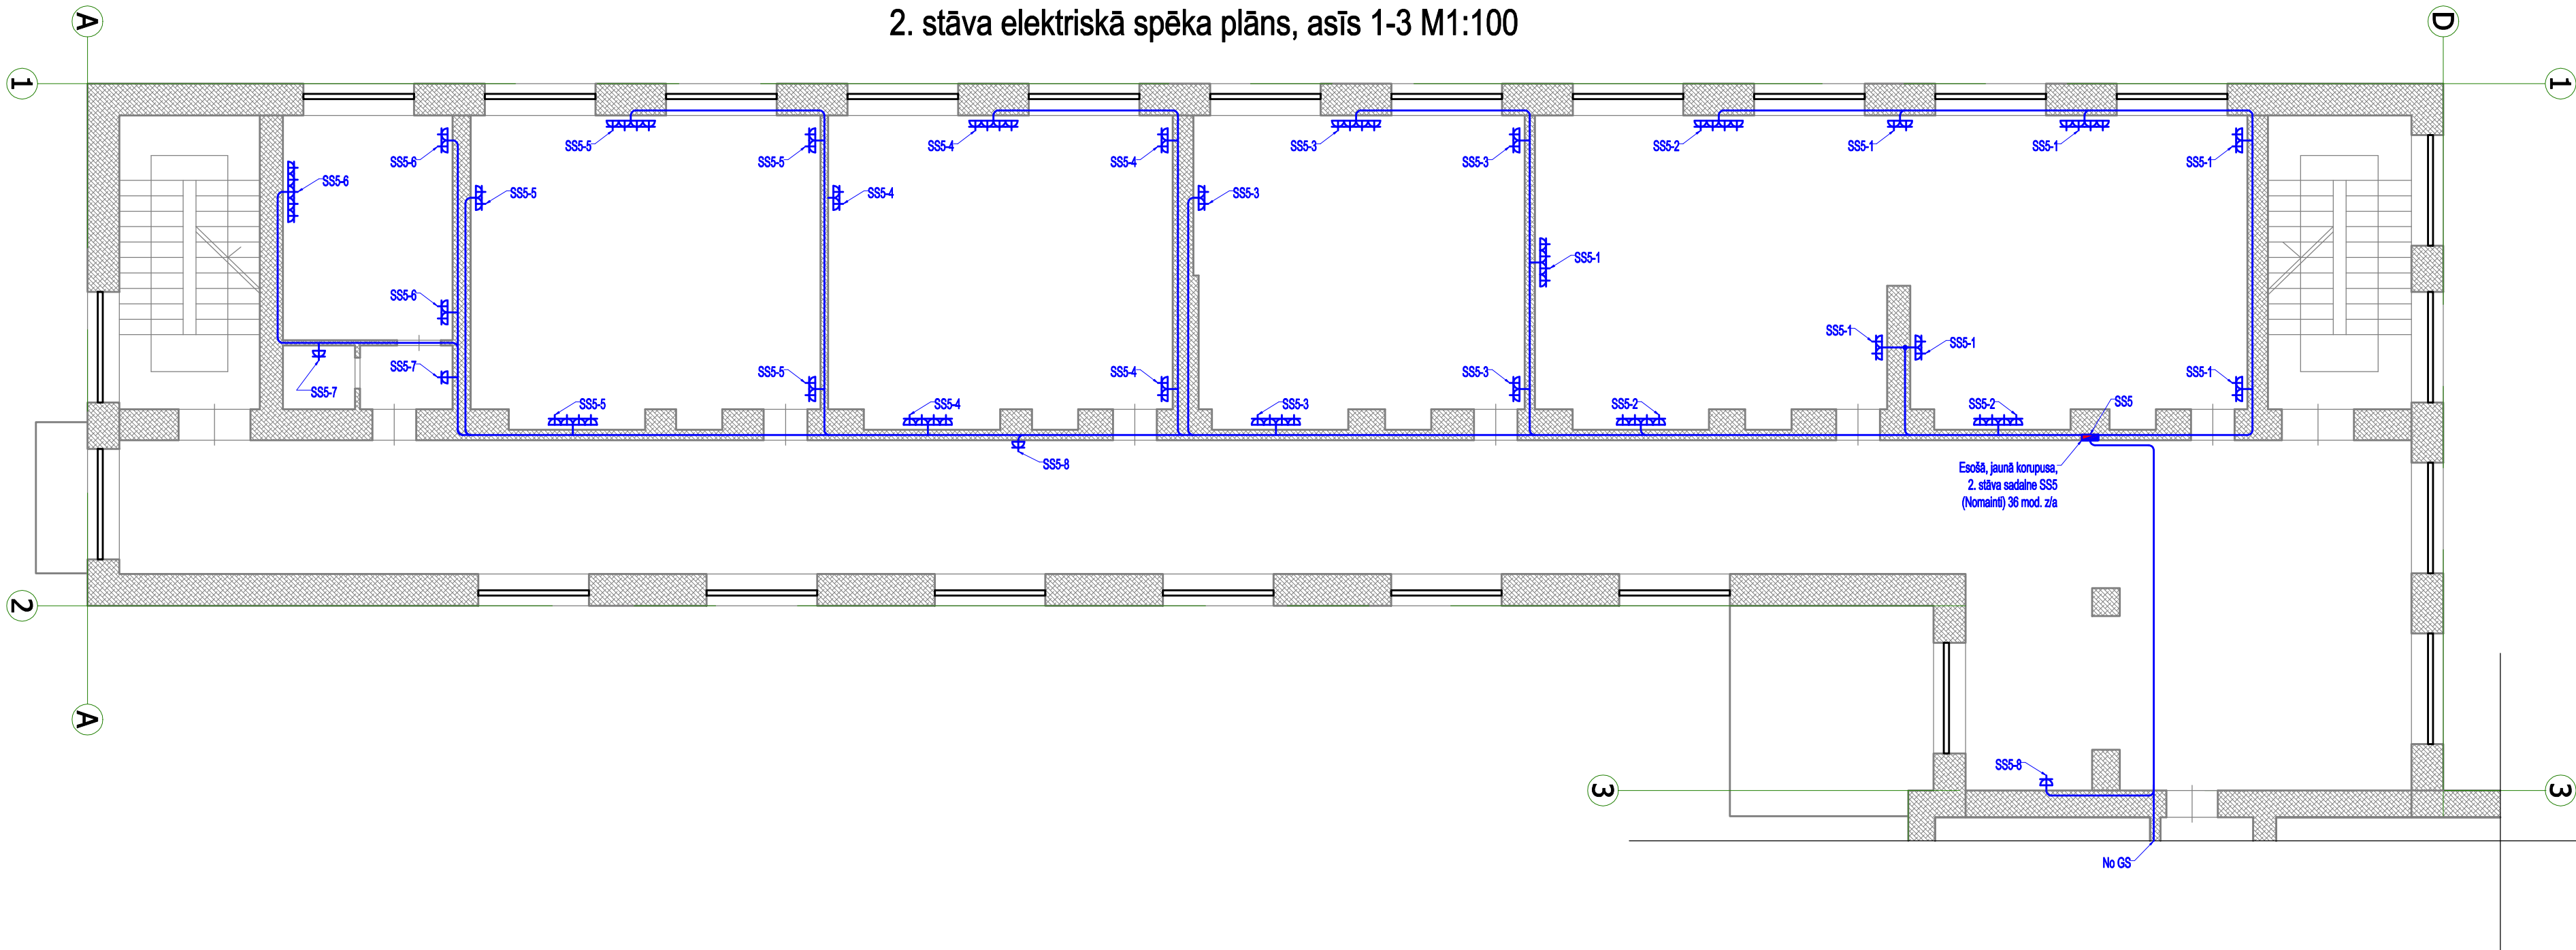 2. stāva elektriskā spēka plāns, asīs 1-3 M1:100
A
D
1
1
SS5-6
SS5-5
SS5-5
SS5-4
SS5-4
SS5-3
SS5-3
SS5-2
SS5-1
SS5-1
SS5-1
SS5-6
SS5-5
SS5-4
SS5-3
SS5-1
SS5-6
SS5-1
SS5-1
SS5-7
SS5-5
SS5-4
SS5-3
SS5-1
SS5-7
SS5-5
SS5-4
SS5-3
SS5-2
SS5-2
SS5
SS5-8
Esošā, jaunā korupusa,
2. stāva sadalne SS5
(Nomainīt) 36 mod. z/a
2
A
SS5-8
3
3
No GS